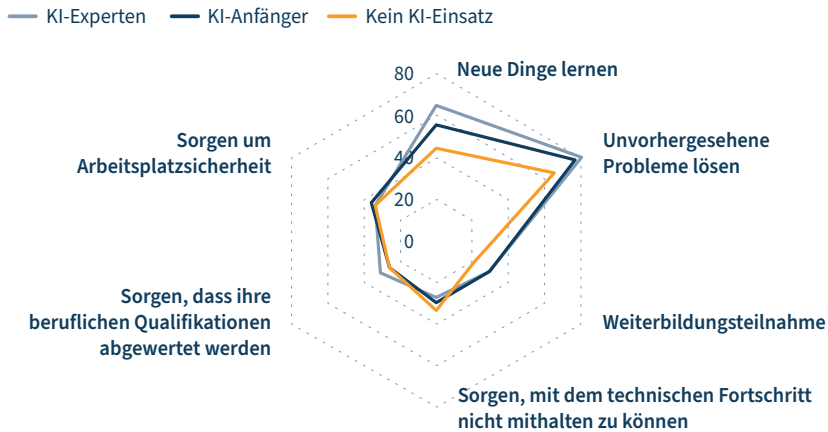 KI-Experten KI-Anfänger Kein KI-Einsatz
80
Neue Dinge lernen
60
Sorgen um
Arbeitsplatzsicherheit
Unvorhergesehene
Probleme lösen
40
20
0
Sorgen, dass ihre
beruflichen Qualifikationen
abgewertet werden
Weiterbildungsteilnahme
Sorgen, mit dem technischen Fortschritt
nicht mithalten zu können